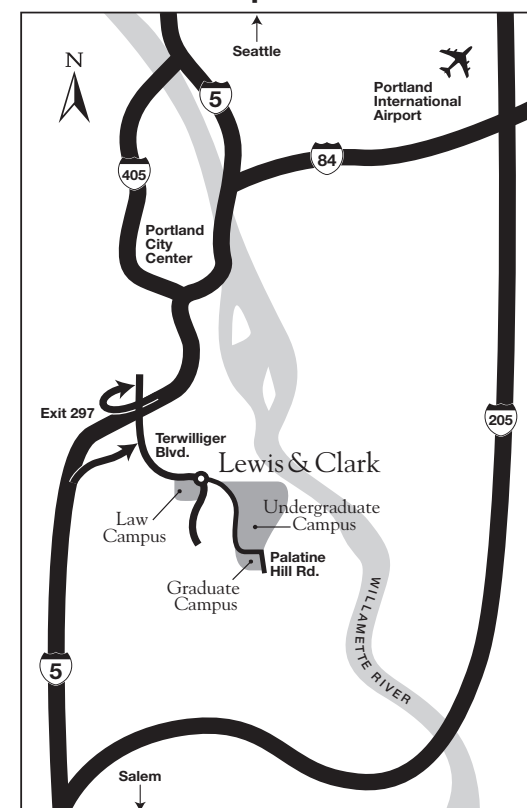 Seattle
N
Portland
International
Airport
5
84
405
Portland
City
Center
205
Exit 297
Terwilliger
Blvd.
Lewis & Clark
Law
Campus
Undergraduate
Campus
Palatine
Hill Rd.
Graduate
Campus
WILLAMETTE RIVER
5
Salem